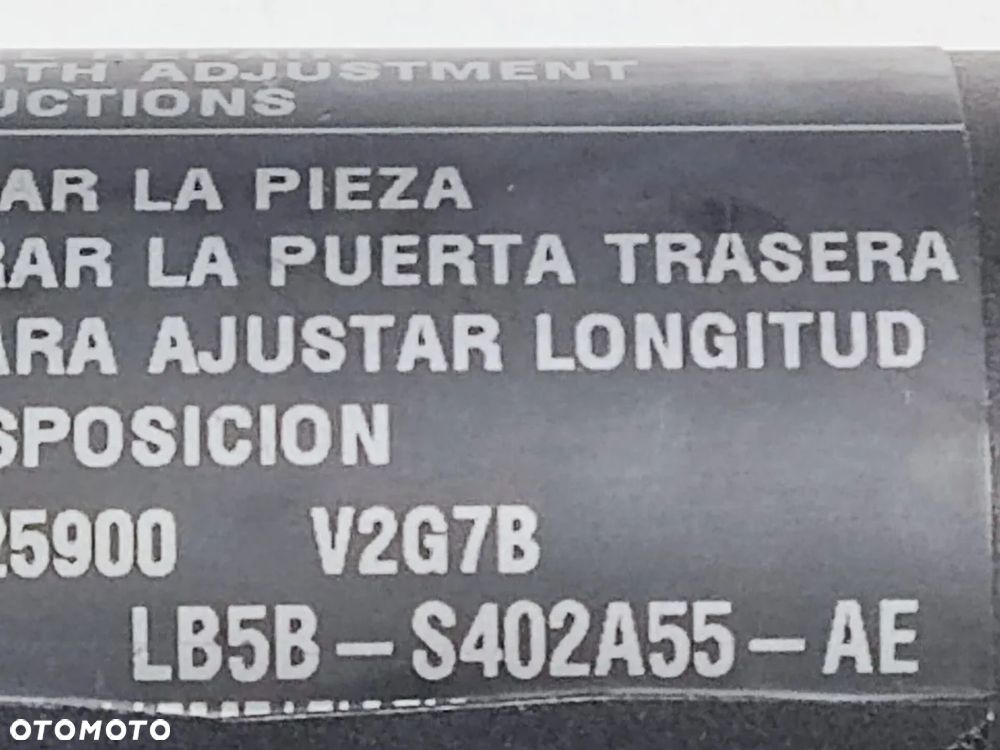 REPAIR
ADJUSTMENT
UCTIONS
AR LA PIEZA
RAR LA PUERTA TRASERA
ARA AJUSTAR LONGITUD
SPOSICION
25900 V2G7B
LB5B-S402A55-AE
OTOMOTO